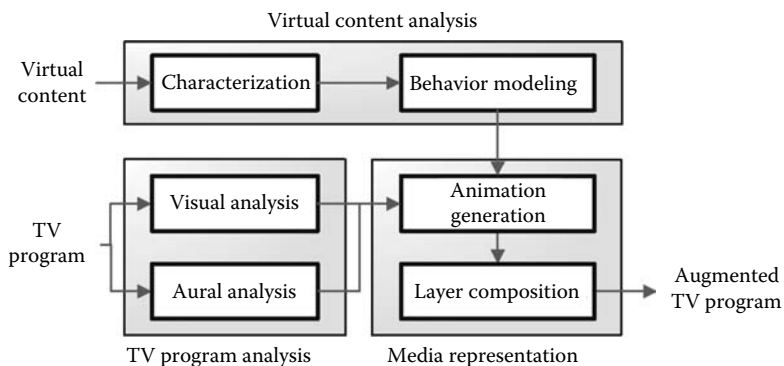 Virtual content analysis
Virtual
content
Characterization
Behavior modeling
TV
program
Visual analysis
Aural analysis
Animation
generation
Layer composition
Augmented
TV program
TV program analysis
Media representation